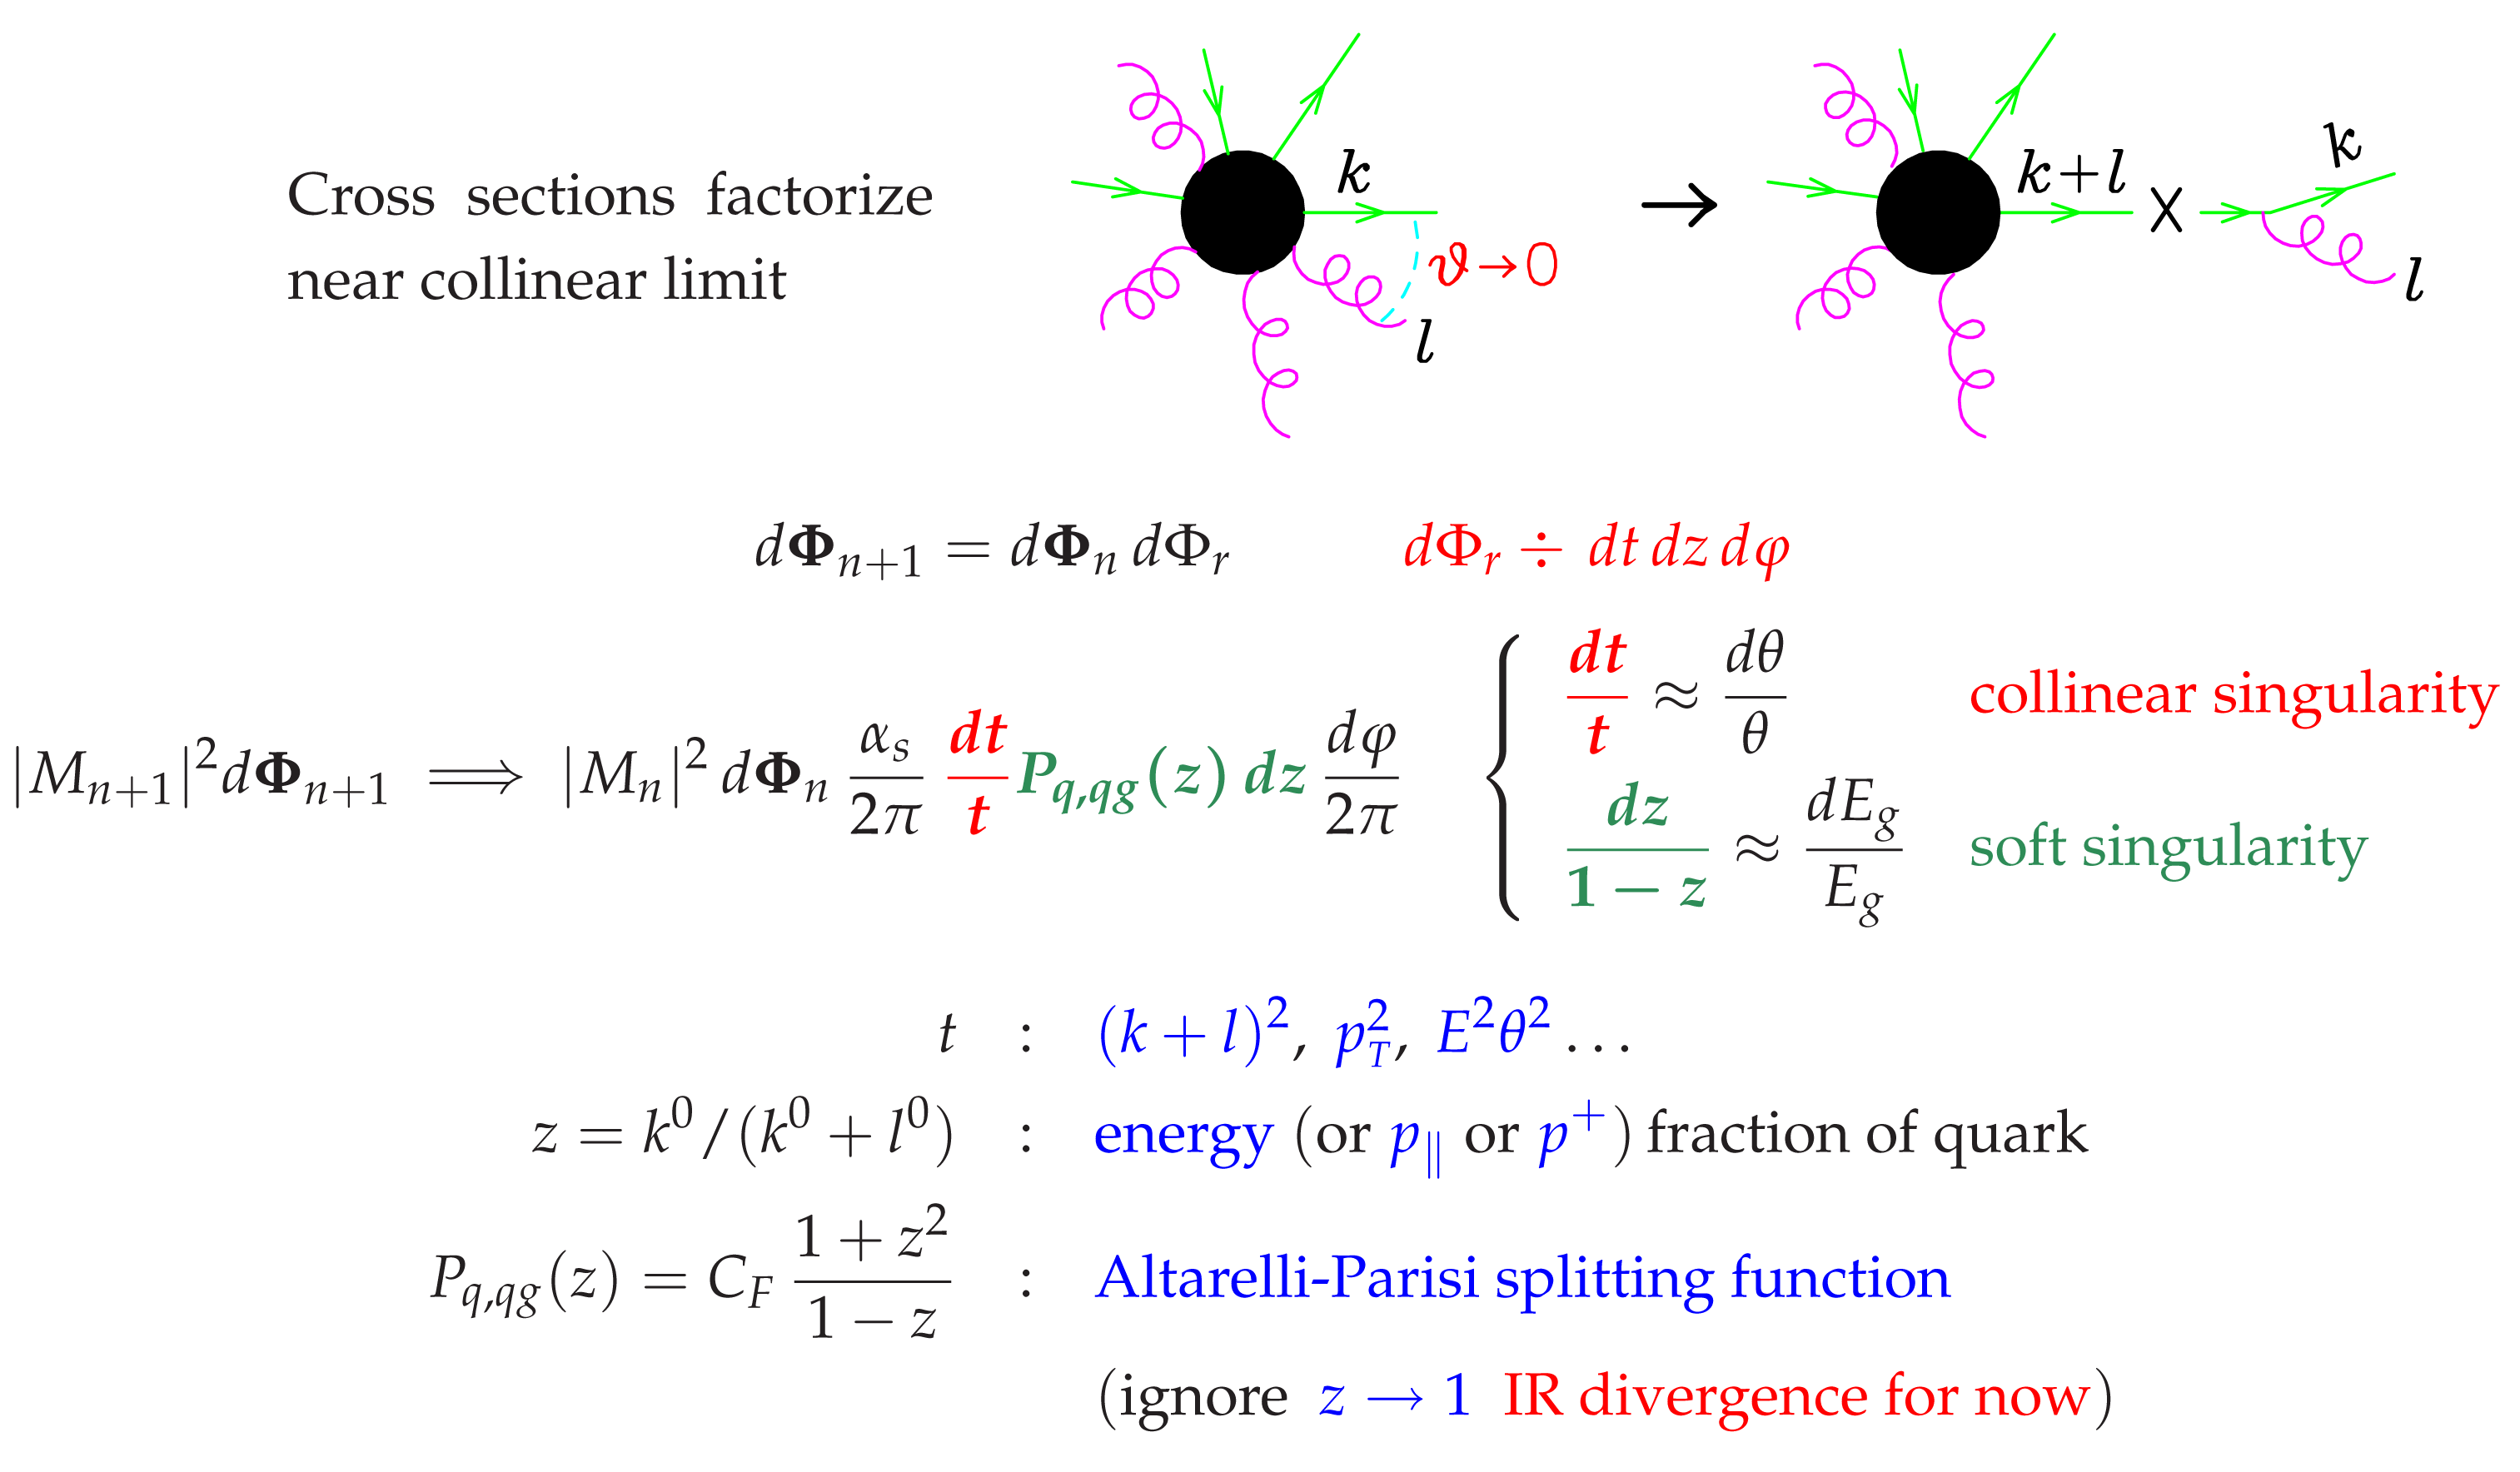 Cross sections factorize
near collinear limit
k
ϑ→0
l
→
k+l
X
k
l
dΦ_{n+1} = dΦ_n dΦ_r    dΦ_r ÷ dt dz dφ
|M_{n+1}|² dΦ_{n+1} ⟹ |M_n|² dΦ_n α_s/2π dt/t P_{q,qg}(z) dz dφ/2π
dt/t ≈ dθ/θ    collinear singularity
dz/(1 − z) ≈ dE_g/E_g    soft singularity
t : (k + l)², p_T², E²θ² …
z = k⁰/(k⁰ + l⁰) : energy (or p_∥ or p⁺) fraction of quark
P_{q,qg}(z) = C_F (1 + z²)/(1 − z) : Altarelli-Parisi splitting function
(ignore z → 1 IR divergence for now)